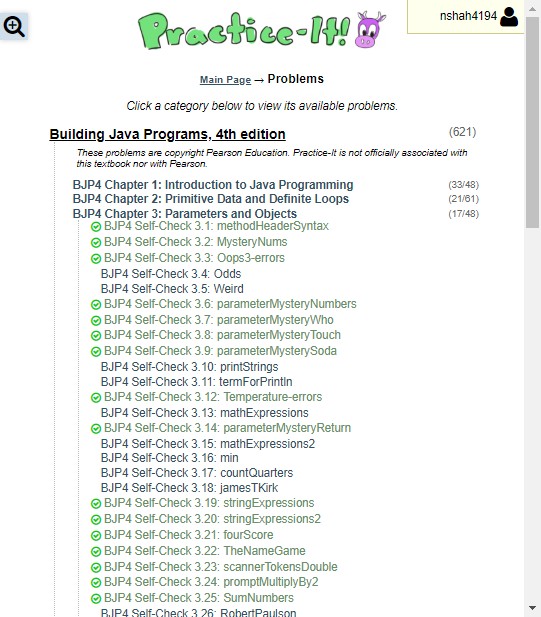 Practice-It!
nshah4194
Main Page → Problems
Click a category below to view its available problems.
Building Java Programs, 4th edition (621)
These problems are copyright Pearson Education. Practice-It is not officially associated with
this textbook nor with Pearson.
BJP4 Chapter 1: Introduction to Java Programming (33/48)
BJP4 Chapter 2: Primitive Data and Definite Loops (21/61)
BJP4 Chapter 3: Parameters and Objects (17/48)
BJP4 Self-Check 3.1: methodHeaderSyntax
BJP4 Self-Check 3.2: MysteryNums
BJP4 Self-Check 3.3: Oops3-errors
BJP4 Self-Check 3.4: Odds
BJP4 Self-Check 3.5: Weird
BJP4 Self-Check 3.6: parameterMysteryNumbers
BJP4 Self-Check 3.7: parameterMysteryWho
BJP4 Self-Check 3.8: parameterMysteryTouch
BJP4 Self-Check 3.9: parameterMysterySoda
BJP4 Self-Check 3.10: printStrings
BJP4 Self-Check 3.11: termForPrintln
BJP4 Self-Check 3.12: Temperature-errors
BJP4 Self-Check 3.13: mathExpressions
BJP4 Self-Check 3.14: parameterMysteryReturn
BJP4 Self-Check 3.15: mathExpressions2
BJP4 Self-Check 3.16: min
BJP4 Self-Check 3.17: countQuarters
BJP4 Self-Check 3.18: jamesTKirk
BJP4 Self-Check 3.19: stringExpressions
BJP4 Self-Check 3.20: stringExpressions2
BJP4 Self-Check 3.21: fourScore
BJP4 Self-Check 3.22: TheNameGame
BJP4 Self-Check 3.23: scannerTokensDouble
BJP4 Self-Check 3.24: promptMultiplyBy2
BJP4 Self-Check 3.25: SumNumbers
BJP4 Self-Check 3.26: RobertPaulson